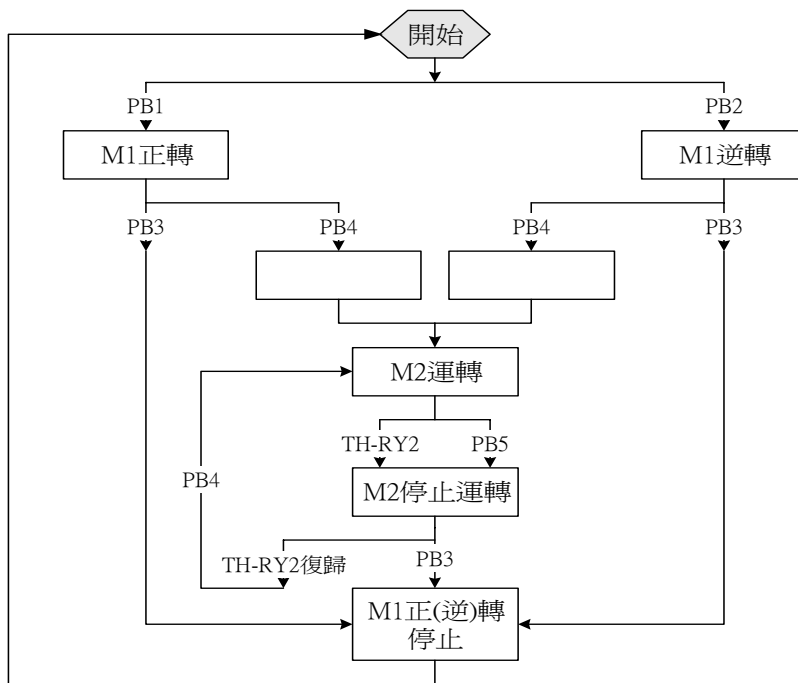 開始
PB1
PB2
M1正轉
M1逆轉
PB3
PB4
PB4
PB3
M2運轉
TH-RY2
PB5
PB4
M2停止運轉
TH-RY2復歸
PB3
M1正(逆)轉
停止